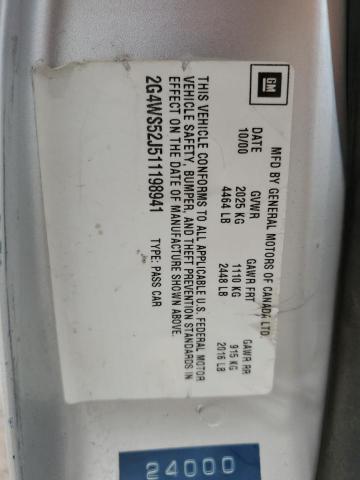 GM
MFD BY GENERAL MOTORS OF CANADA LTD
DATE GVWR GAWR FRT GAWR RR
10/00 2025 KG 1110 KG 915 KG
4464 LB 2448 LB 2016 LB
THIS VEHICLE CONFORMS TO ALL APPLICABLE U.S. FEDERAL MOTOR
VEHICLE SAFETY, BUMPER, AND THEFT PREVENTION STANDARDS IN
EFFECT ON THE DATE OF MANUFACTURE SHOWN ABOVE.
2G4WS52J511198941 TYPE: PASS CAR
24000